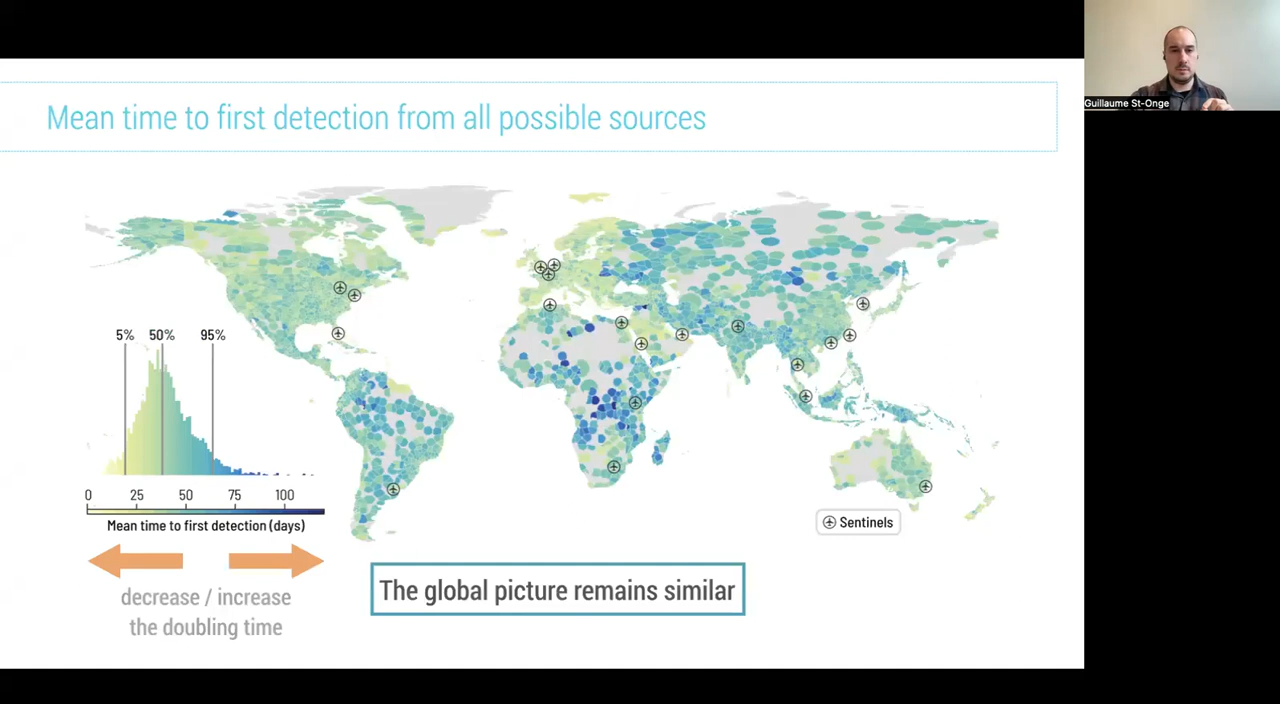 Guillaume St-Onge
Mean time to first detection from all possible sources
5% 50% 95%
0 25 50 75 100
Mean time to first detection (days)
Sentinels
decrease / increase
the doubling time
The global picture remains similar